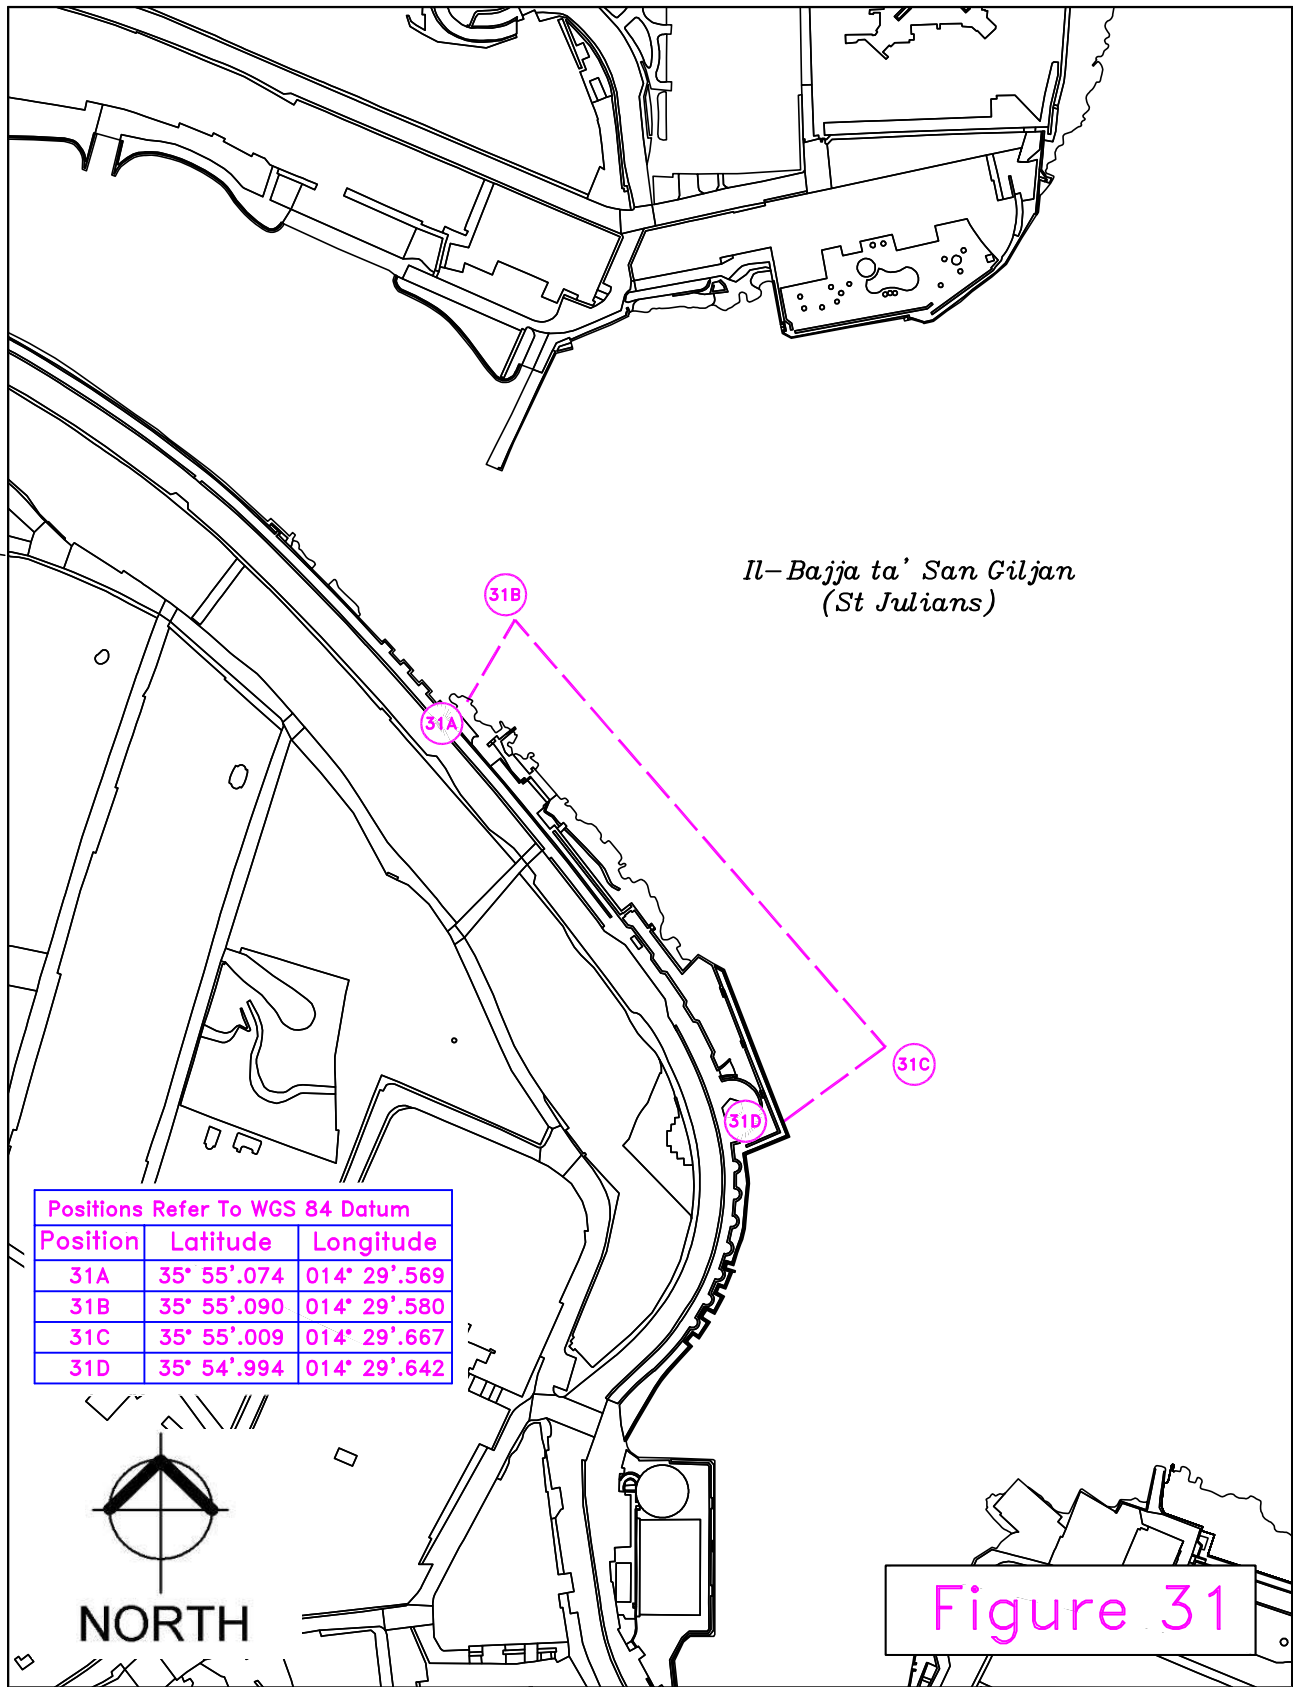 Il-Bajja ta' San Giljan
(St Julians)
31B
31A
31C
31D
Positions Refer To WGS 84 Datum
Position Latitude Longitude
31A 35° 55'.074 014° 29'.569
31B 35° 55'.090 014° 29'.580
31C 35° 55'.009 014° 29'.667
31D 35° 54'.994 014° 29'.642
NORTH
Figure 31